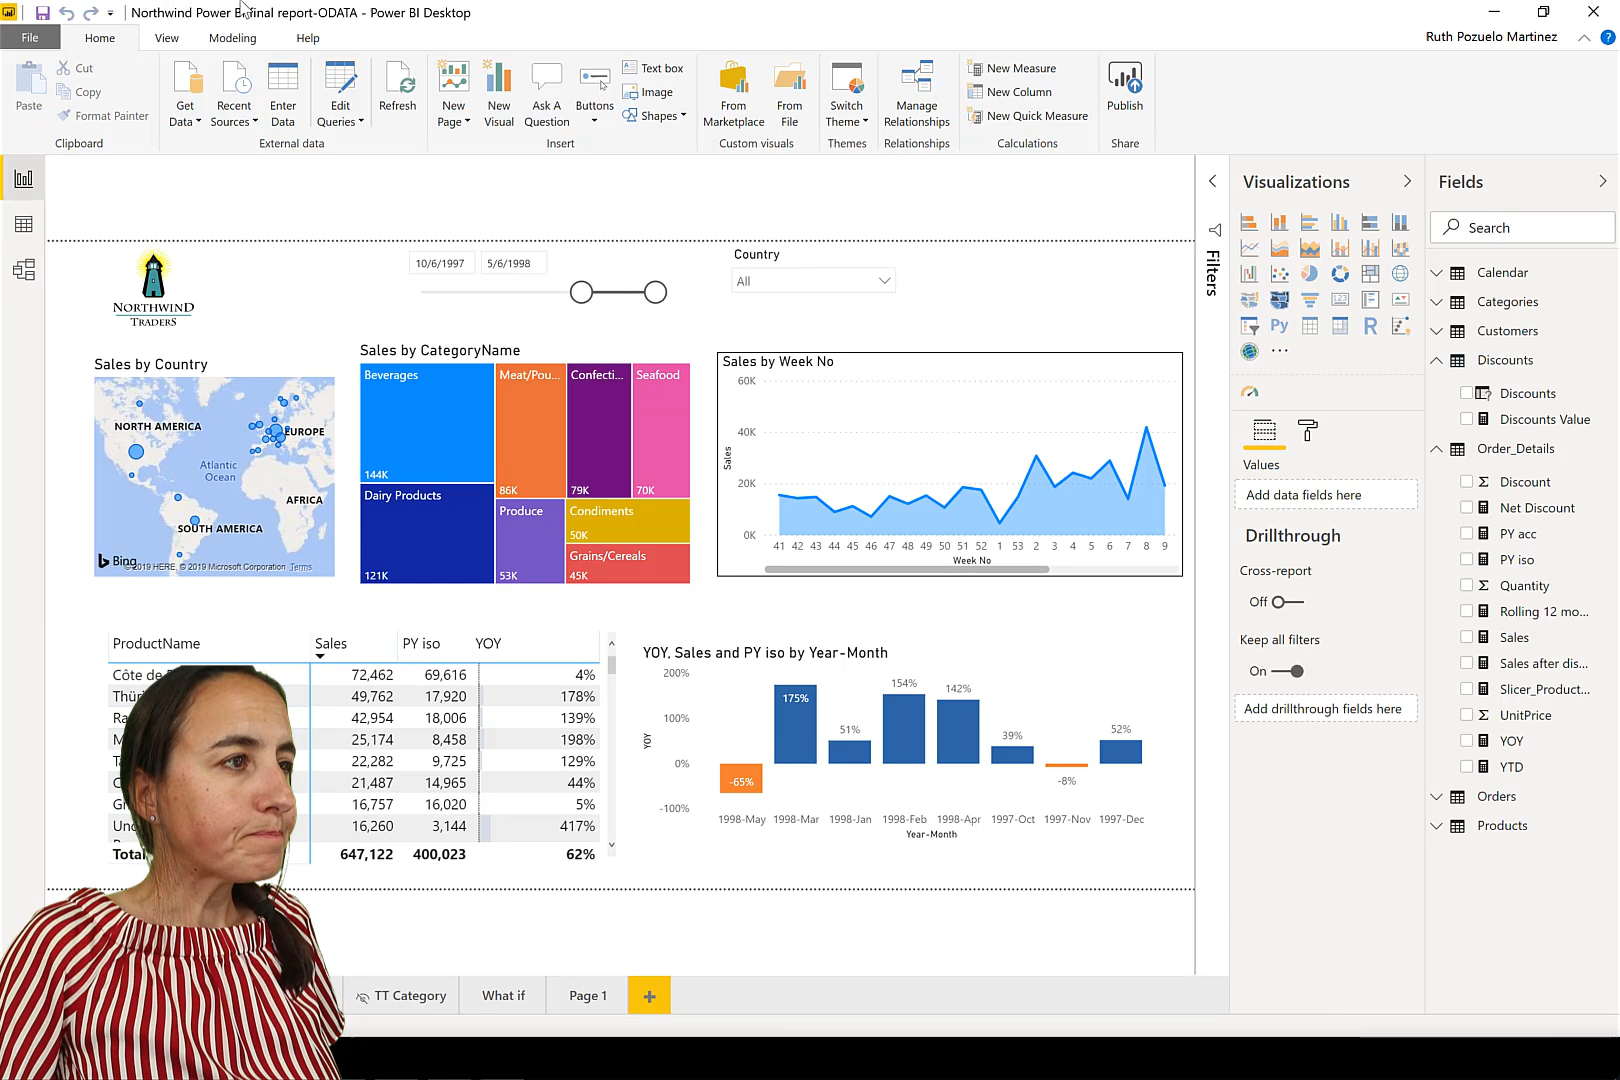 Northwind Power B final report-ODATA - Power BI Desktop
File
Home
View
Modeling
Help
Ruth Pozuelo Martinez
?
Paste
Cut
Copy
Format Painter
Clipboard
Get Data
Recent Sources
Enter Data
Edit Queries
Refresh
External data
New Page
New Visual
Ask A Question
Buttons
Text box
Image
Shapes
Insert
From Marketplace
From File
Custom visuals
Switch Theme
Themes
Manage Relationships
Relationships
New Measure
New Column
New Quick Measure
Calculations
Publish
Share
NORTHWIND
TRADERS
10/6/1997
5/6/1998
Country
All
Sales by Country
NORTH AMERICA
EUROPE
Atlantic
Ocean
AFRICA
SOUTH AMERICA
Bing
© 2019 HERE, © 2019 Microsoft Corporation Terms
Sales by CategoryName
Beverages
144K
Dairy Products
121K
Meat/Pou...
86K
Confecti...
79K
Seafood
70K
Produce
53K
Condiments
50K
Grains/Cereals
45K
Sales by Week No
60K
40K
20K
0K
Sales
41 42 43 44 45 46 47 48 49 50 51 52 1 53 2 3 4 5 6 7 8 9
Week No
ProductName Sales PY iso YOY
Côte de 72,462 69,616 4%
Thüri 49,762 17,920 178%
Ra 42,954 18,006 139%
M 25,174 8,458 198%
Ta 22,282 9,725 129%
C 21,487 14,965 44%
Gr 16,757 16,020 5%
Unc 16,260 3,144 417%
Total 647,122 400,023 62%
YOY, Sales and PY iso by Year-Month
200%
100%
0%
-100%
YOY
-65%
175%
51%
154%
142%
39%
-8%
52%
1998-May 1998-Mar 1998-Jan 1998-Feb 1998-Apr 1997-Oct 1997-Nov 1997-Dec
Year-Month
TT Category
What if
Page 1
+
Filters
Visualizations
Py
R
123
...
Values
Add data fields here
Drillthrough
Cross-report
Off
Keep all filters
On
Add drillthrough fields here
Fields
Search
Calendar
Categories
Customers
Discounts
Discounts
Discounts Value
Order_Details
Σ Discount
Net Discount
PY acc
PY iso
Σ Quantity
Rolling 12 mo...
Sales
Sales after dis...
Slicer_Product...
Σ UnitPrice
YOY
YTD
Orders
Products